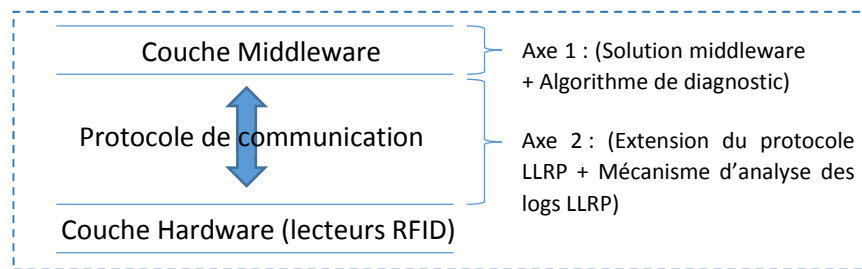 Couche Middleware
Axe 1 : (Solution middleware
+ Algorithme de diagnostic)
Protocole de communication
Axe 2 : (Extension du protocole
LLRP + Mécanisme d'analyse des
logs LLRP)
Couche Hardware (lecteurs RFID)